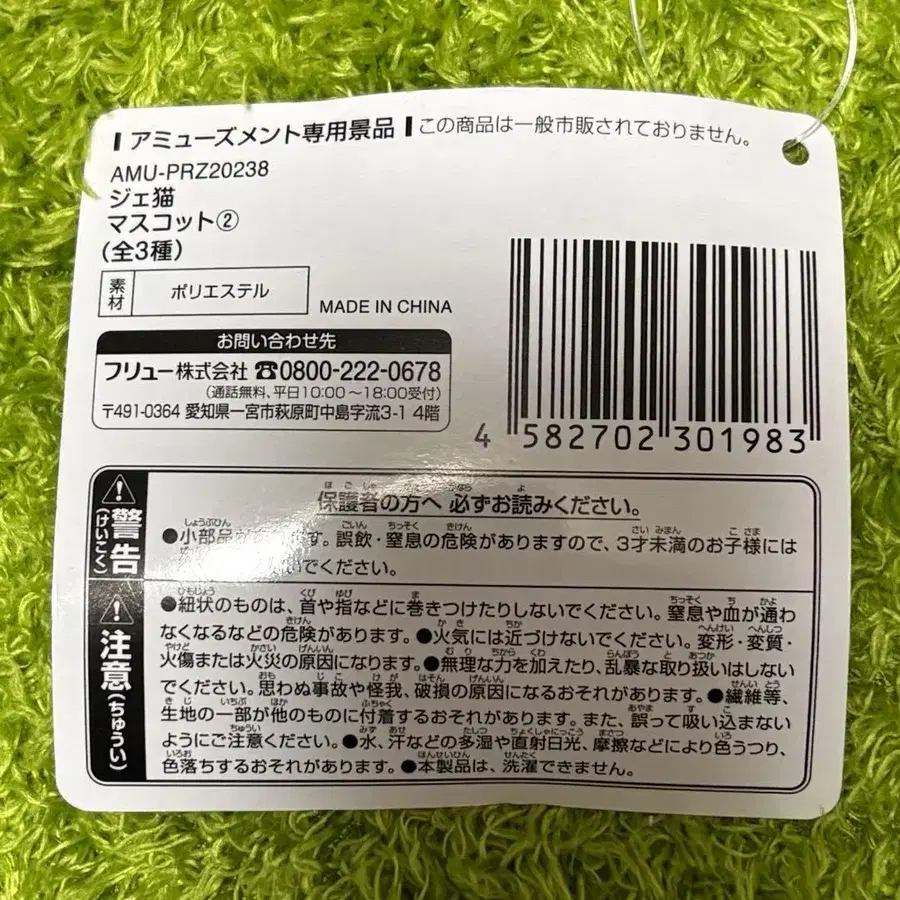 アミューズメント専用景品 この商品は一般市販されておりません。
AMU-PRZ20238
ジェ猫
マスコット②
(全3種)
素材 ポリエステル
MADE IN CHINA
お問い合わせ先
フリュー株式会社 ☎0800-222-0678
(通話無料、平日10:00〜18:00受付)
〒491-0364 愛知県一宮市萩原町中島字流3-1 4階
4 582702 301983
警告(けいこく)
保護者の方へ 必ずお読みください。
●小部品 す。誤飲・窒息の危険がありますので、3才未満のお子様には
いでください。
注意(ちゅうい)
●紐状のものは、首や指などに巻きつけたりしないでください。窒息や血が通わ
なくなるなどの危険があります。●火気には近づけないでください。変形・変質・
火傷または火災の原因になります。●無理な力を加えたり、乱暴な取り扱いはしない
でください。思わぬ事故や怪我、破損の原因になるおそれがあります。●繊維等、
生地の一部が他のものに付着するおそれがあります。また、誤って吸い込まない
ようにご注意ください。●水、汗などの多湿や直射日光、摩擦などにより色うつり、
色落ちするおそれがあります。●本製品は、洗濯できません。